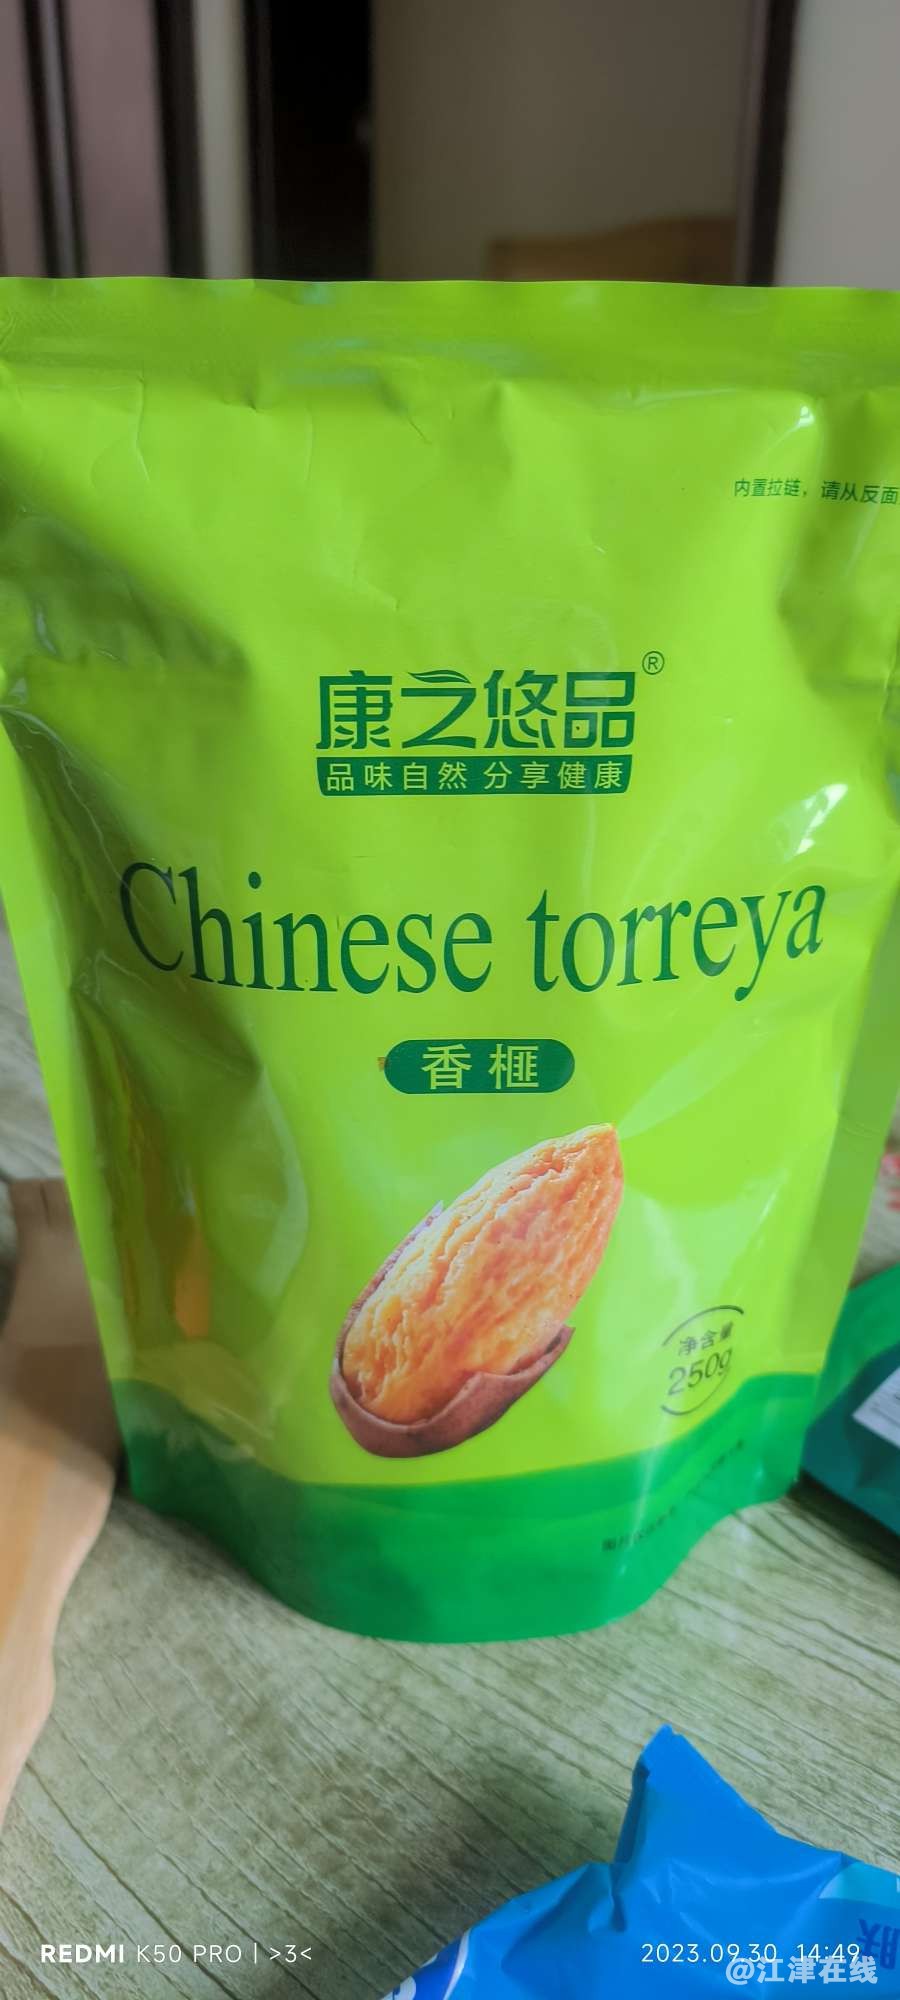 内置拉链，请从反面
康之悠品®
品味自然 分享健康
Chinese torreya
香榧
净含量
250g
REDMI K50 PRO | >3<
2023.09.30 14:49
@江津在线